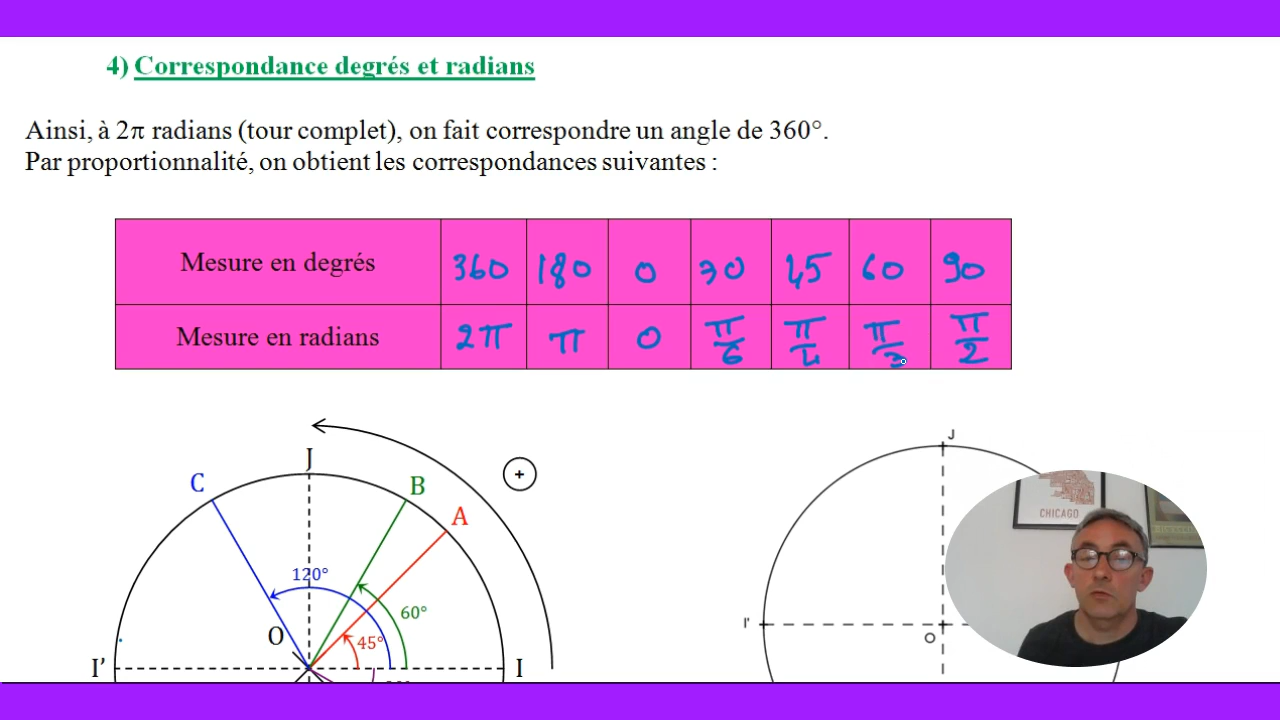 4) Correspondance degrés et radians
Ainsi, à 2π radians (tour complet), on fait correspondre un angle de 360°.
Par proportionnalité, on obtient les correspondances suivantes :
Mesure en degrés 360 180 0 30 45 60 90
Mesure en radians 2π π 0 π/6 π/4 π/3 π/2
J
C
B
A
+
120°
60°
45°
O
I'
I
J
I'
O
CHICAGO